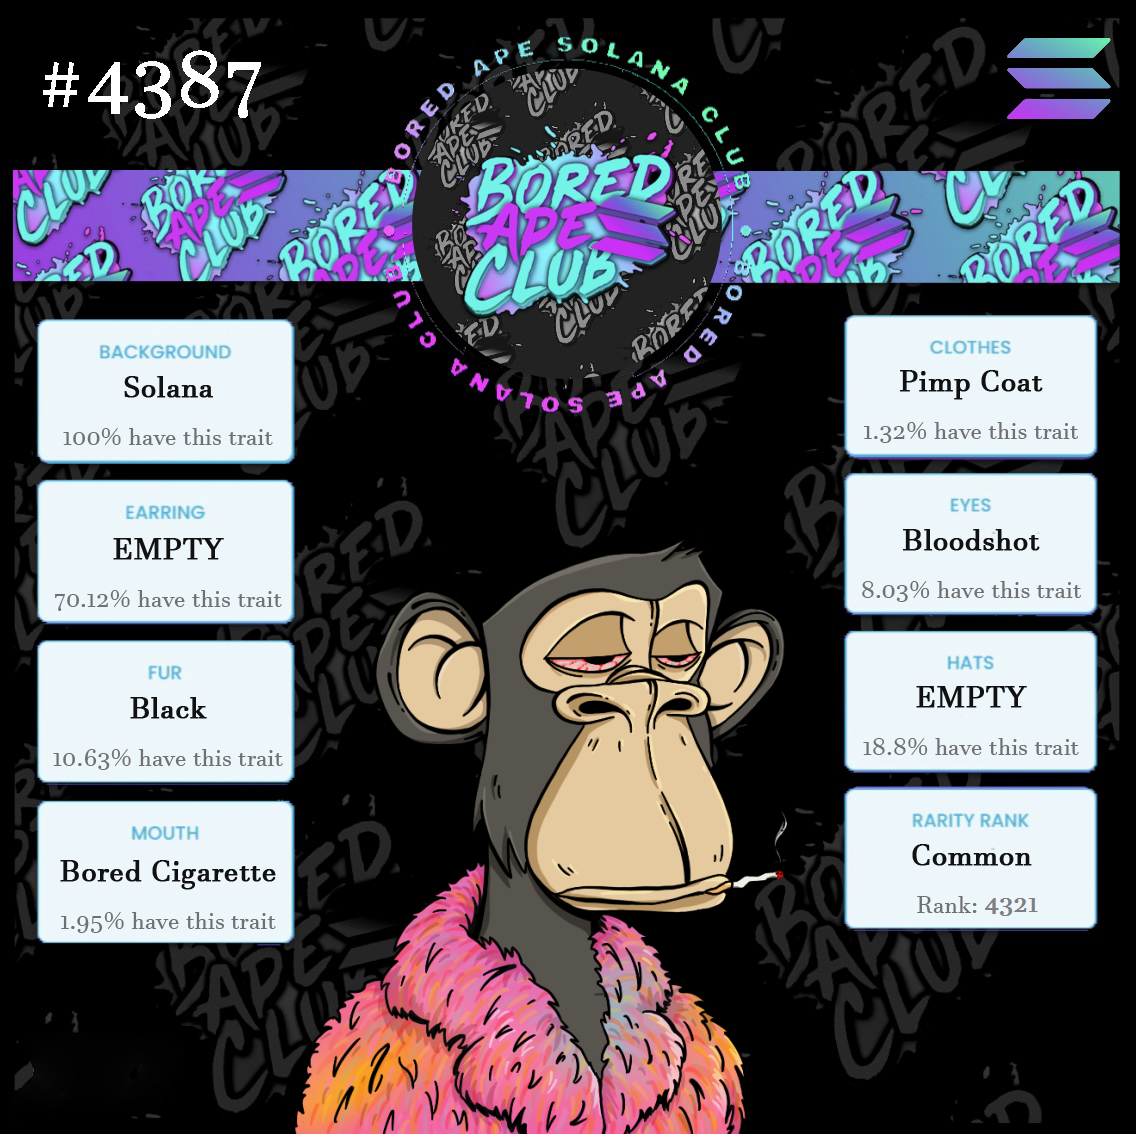 #4387
BORED APE SOLANA CLUB
BORED
APE
CLUB
BORED APE SOLANA CLUB
BACKGROUND
Solana
100% have this trait
EARRING
EMPTY
70.12% have this trait
FUR
Black
10.63% have this trait
MOUTH
Bored Cigarette
1.95% have this trait
CLOTHES
Pimp Coat
1.32% have this trait
EYES
Bloodshot
8.03% have this trait
HATS
EMPTY
18.8% have this trait
RARITY RANK
Common
Rank: 4321